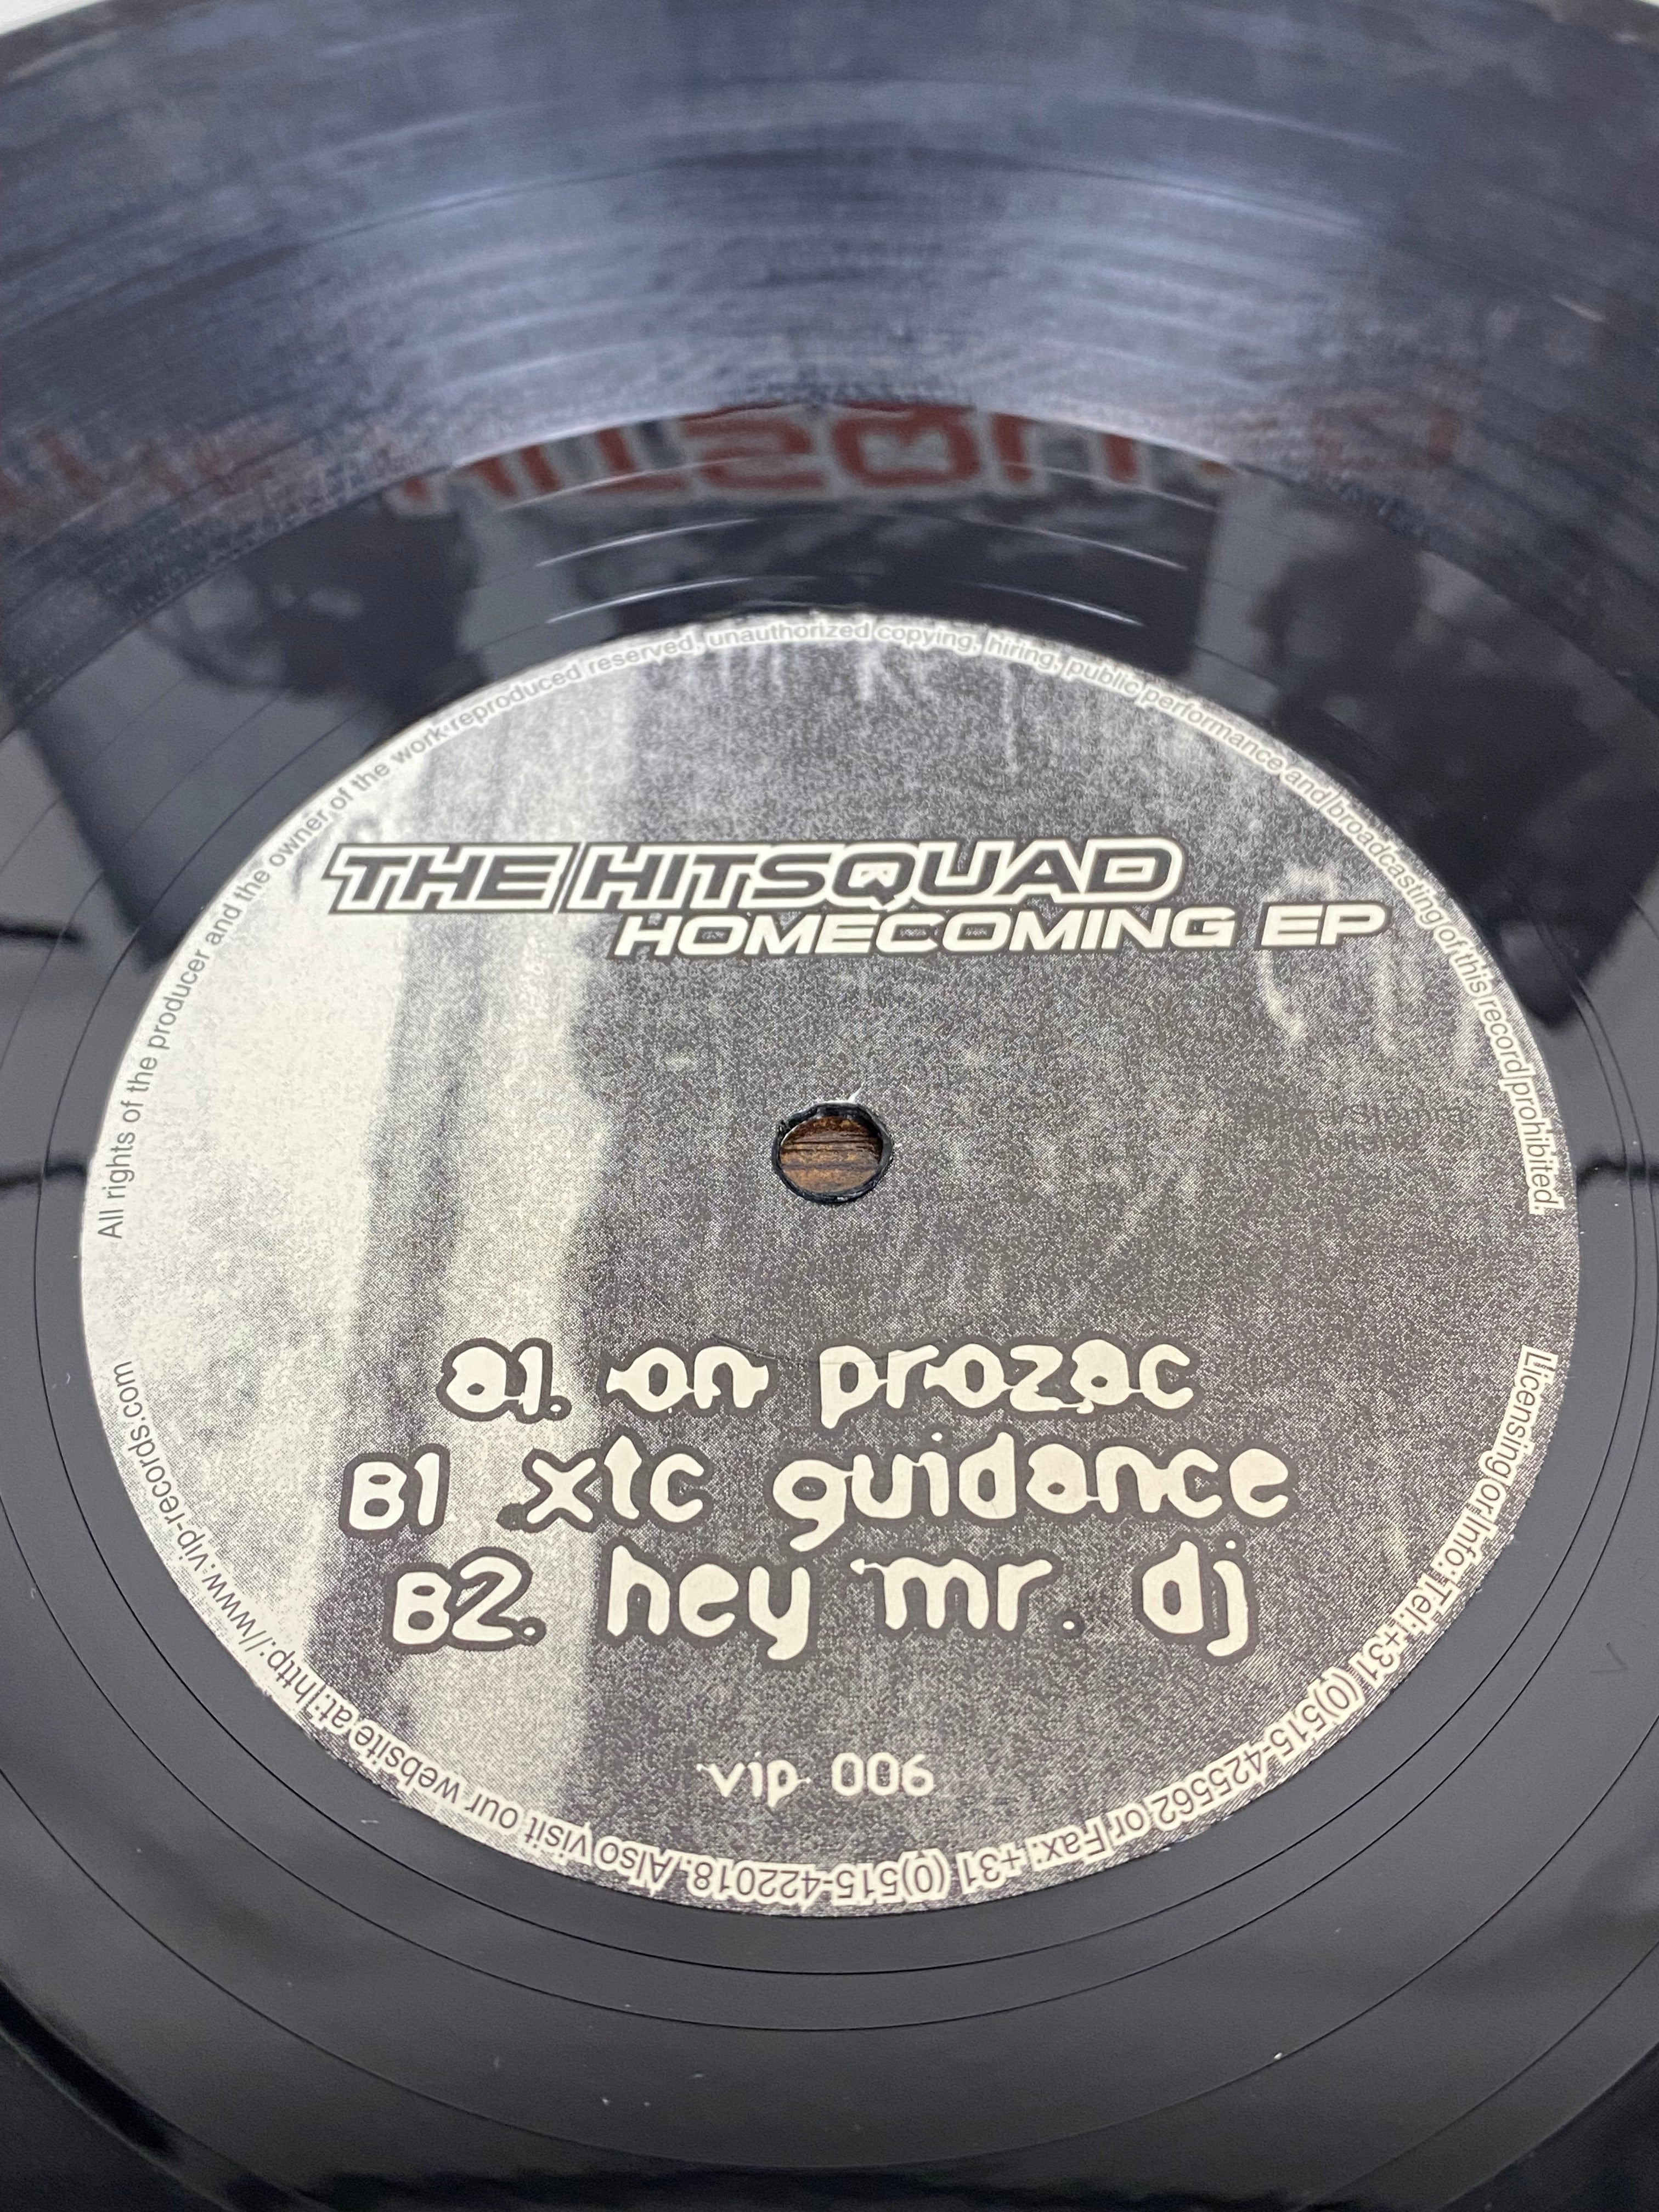 All rights of the producer and the owner of the work reproduced reserved, unauthorized copying, hiring, public performance and broadcasting of this record prohibited.
THE HITSQUAD
HOMECOMING EP
a1. on prozac
B1 xtc guidance
B2. hey mr. dj
vip 006
Licensing or Info: Tel: +31 (0)515-425562 or Fax: +31 (0)515-422018. Also visit our website at: http://www.vip-records.com
HITSQUAD